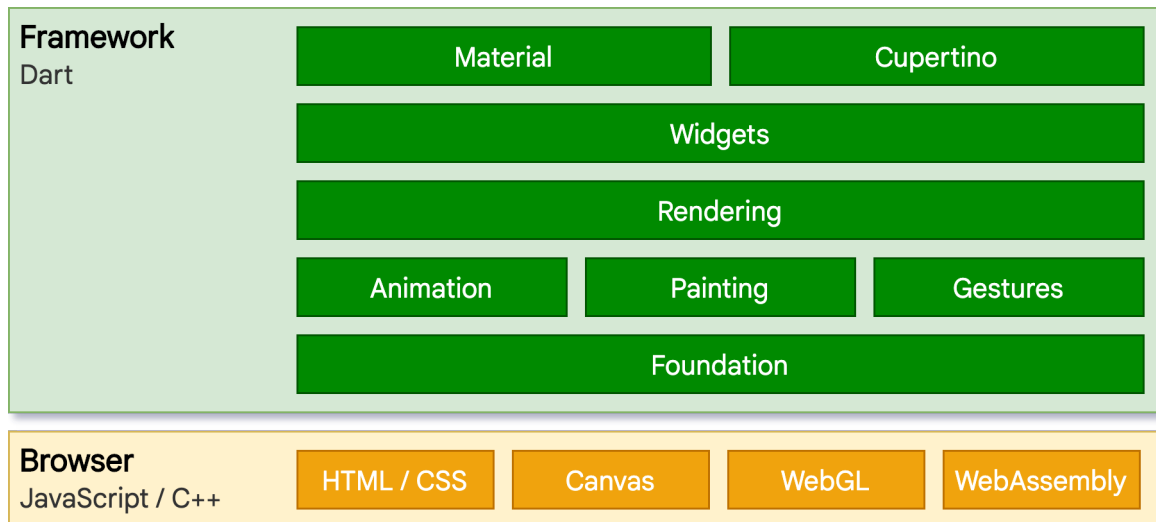 Framework
Dart
Material
Cupertino
Widgets
Rendering
Animation
Painting
Gestures
Foundation
Browser
JavaScript / C++
HTML / CSS
Canvas
WebGL
WebAssembly